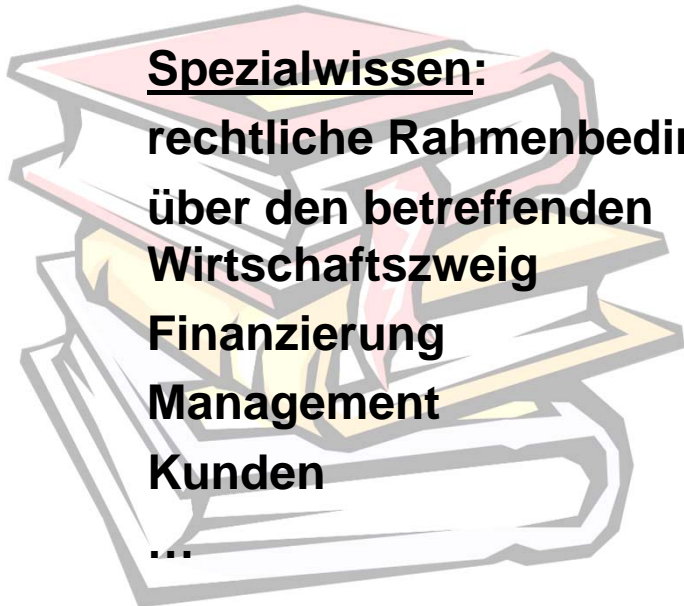 Spezialwissen:
rechtliche Rahmenbedin
über den betreffenden
Wirtschaftszweig
Finanzierung
Management
Kunden
...